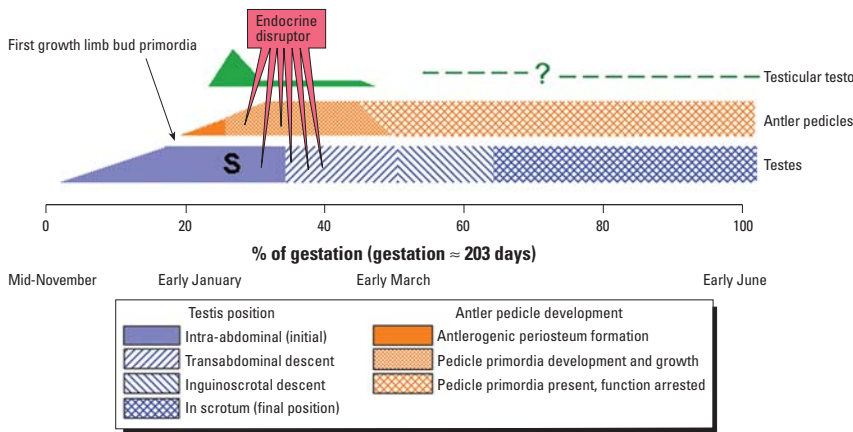 Endocrine
disruptor
First growth limb bud primordia
?
Testicular testo
Antler pedicles
S
Testes
0 20 40 60 80 100
% of gestation (gestation ≈ 203 days)
Mid-November Early January Early March Early June
Testis position Antler pedicle development
Intra-abdominal (initial) Antlerogenic periosteum formation
Transabdominal descent Pedicle primordia development and growth
Inguinoscrotal descent Pedicle primordia present, function arrested
In scrotum (final position)